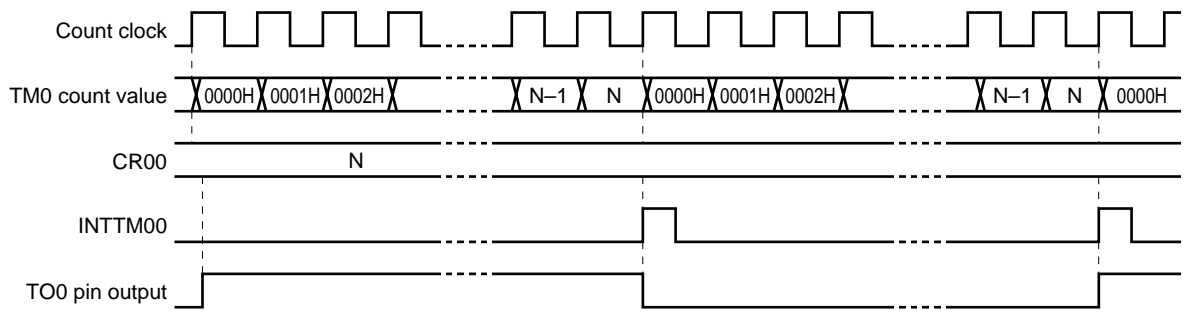 Count clock
TM0 count value 0000H 0001H 0002H N–1 N 0000H 0001H 0002H N–1 N 0000H
CR00 N
INTTM00
TO0 pin output